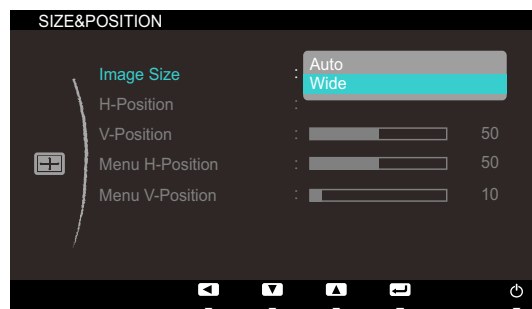 SIZE&POSITION
Image Size : Auto
Wide
H-Position :
V-Position : 50
Menu H-Position : 50
Menu V-Position : 10